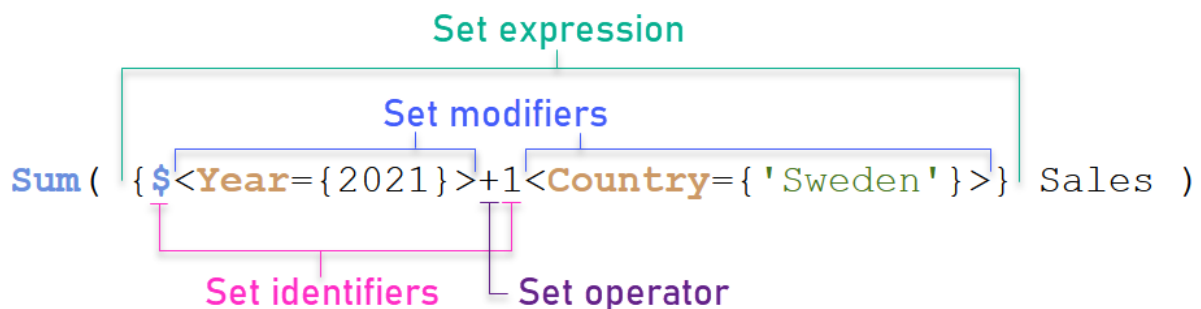 Set expression
Set modifiers
Sum( {$<Year={2021}>+1<Country={'Sweden'}>} Sales )
Set identifiers
Set operator